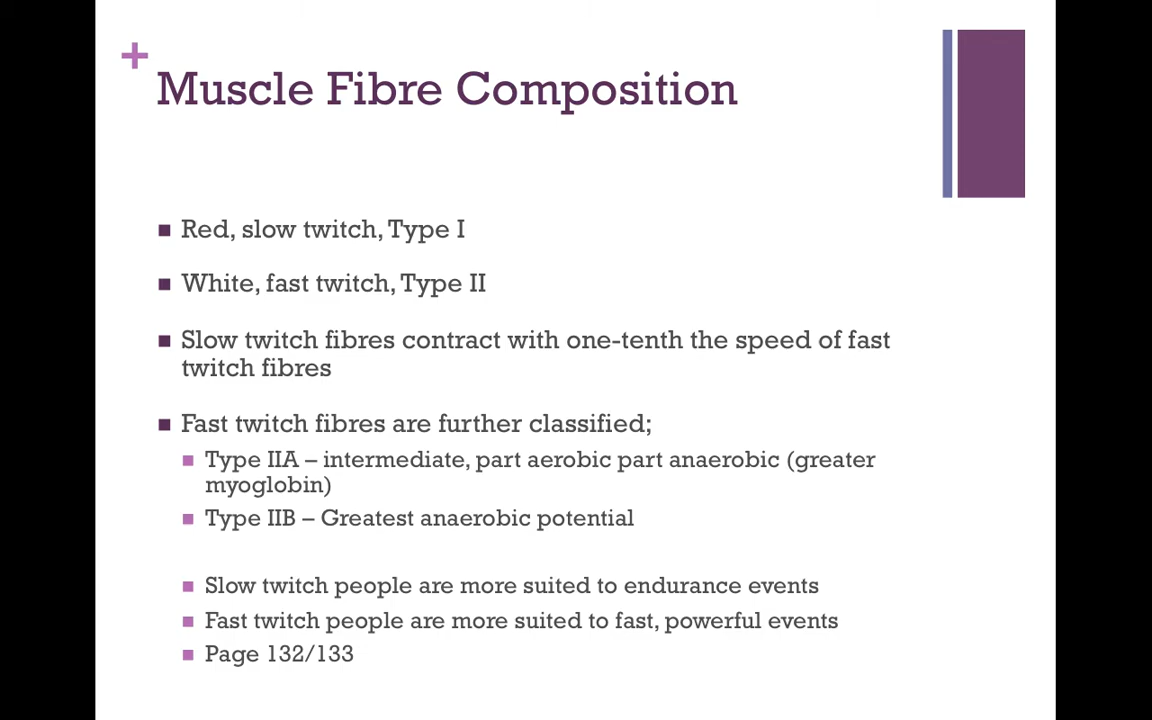 +
Muscle Fibre Composition
■ Red, slow twitch, Type I
■ White, fast twitch, Type II
■ Slow twitch fibres contract with one-tenth the speed of fast
twitch fibres
■ Fast twitch fibres are further classified;
■ Type IIA – intermediate, part aerobic part anaerobic (greater
myoglobin)
■ Type IIB – Greatest anaerobic potential
■ Slow twitch people are more suited to endurance events
■ Fast twitch people are more suited to fast, powerful events
■ Page 132/133